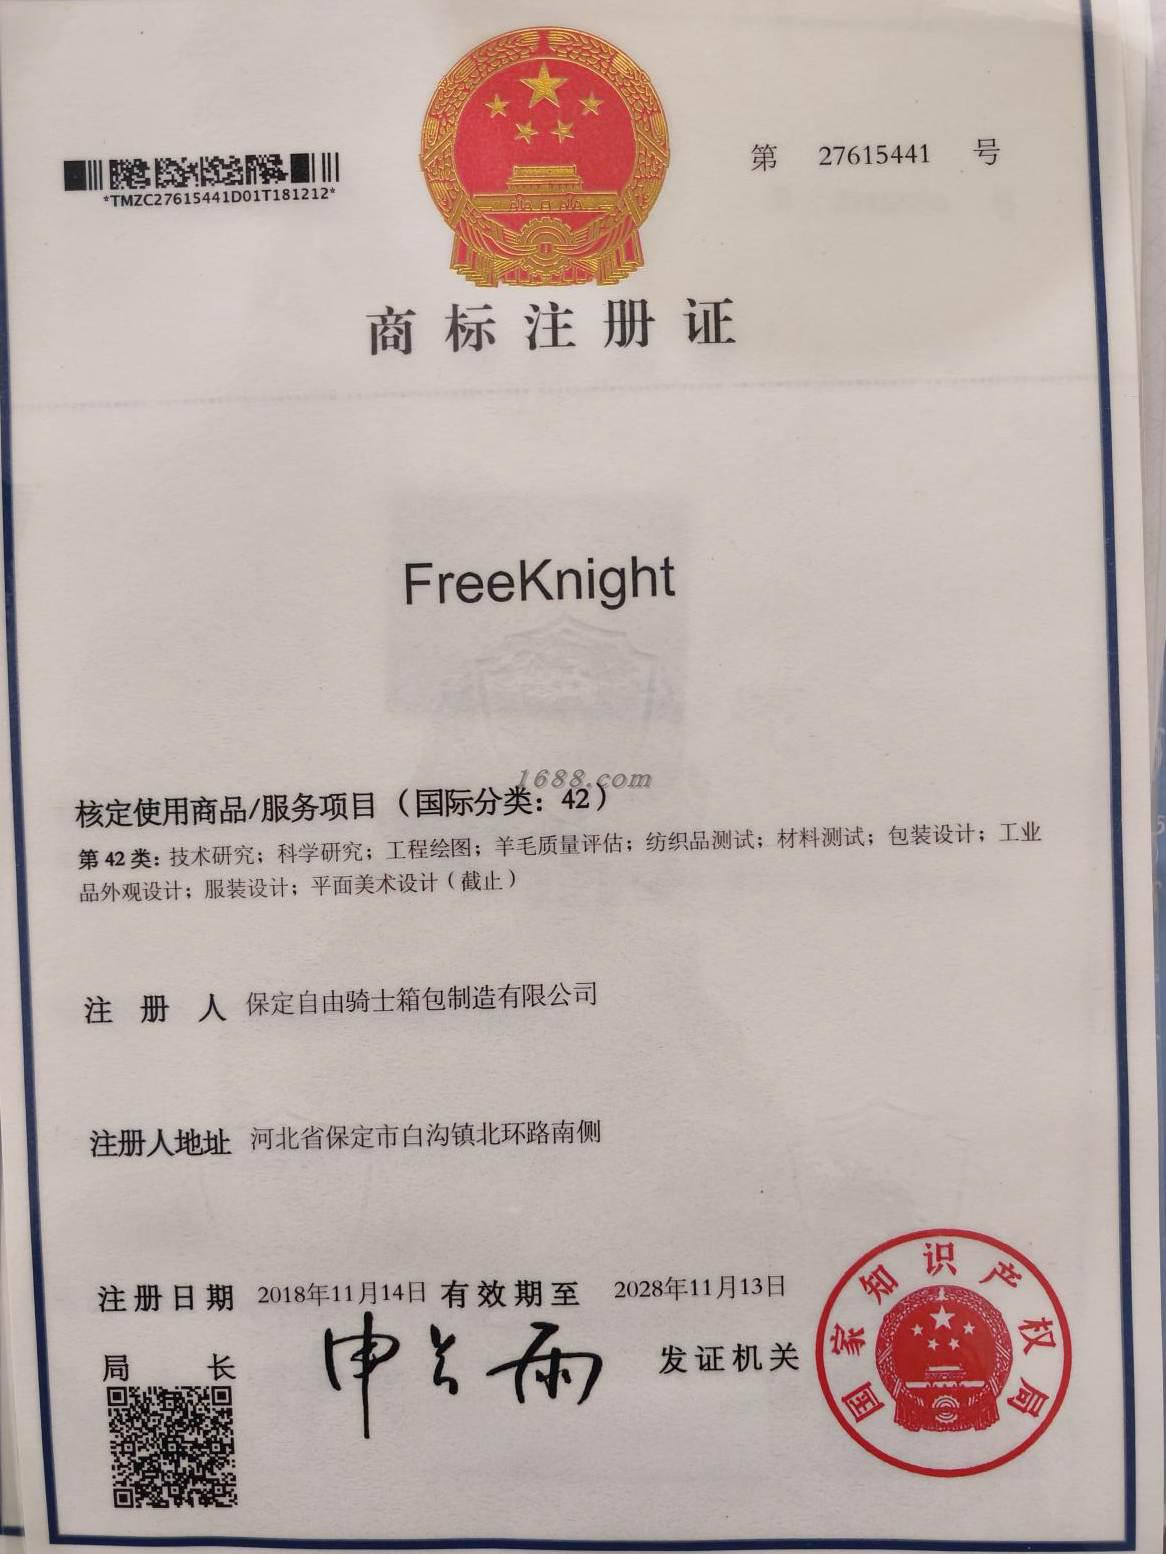 第 27615441 号
*TMZC27615441D01T181212*
商标注册证
FreeKnight
1688.com
核定使用商品/服务项目（国际分类：42）
第 42 类：技术研究；科学研究；工程绘图；羊毛质量评估；纺织品测试；材料测试；包装设计；工业
品外观设计；服装设计；平面美术设计（截止）
注册人 保定自由骑士箱包制造有限公司
注册人地址 河北省保定市白沟镇北环路南侧
注册日期 2018年11月14日 有效期至 2028年11月13日
局长 申长雨 发证机关
国家知识产权局